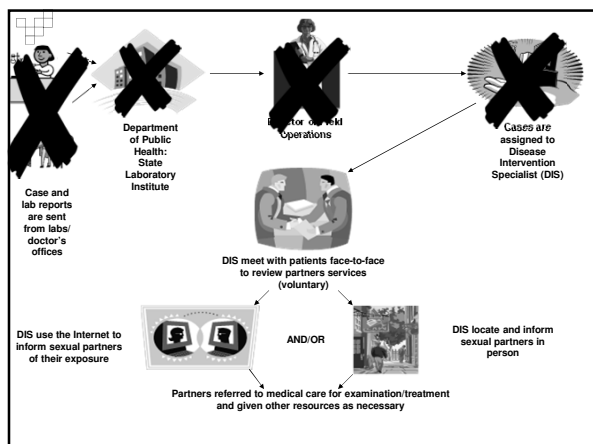 Department
of Public
Health:
State
Laboratory
Institute
Operations
Cases are
assigned to
Disease
Intervention
Specialist (DIS)
Case and
lab reports
are sent
from labs/
doctor's
offices
DIS meet with patients face-to-face
to review partners services
(voluntary)
DIS use the Internet to
inform sexual partners
of their exposure
AND/OR
DIS locate and inform
sexual partners in
person
Partners referred to medical care for examination/treatment
and given other resources as necessary